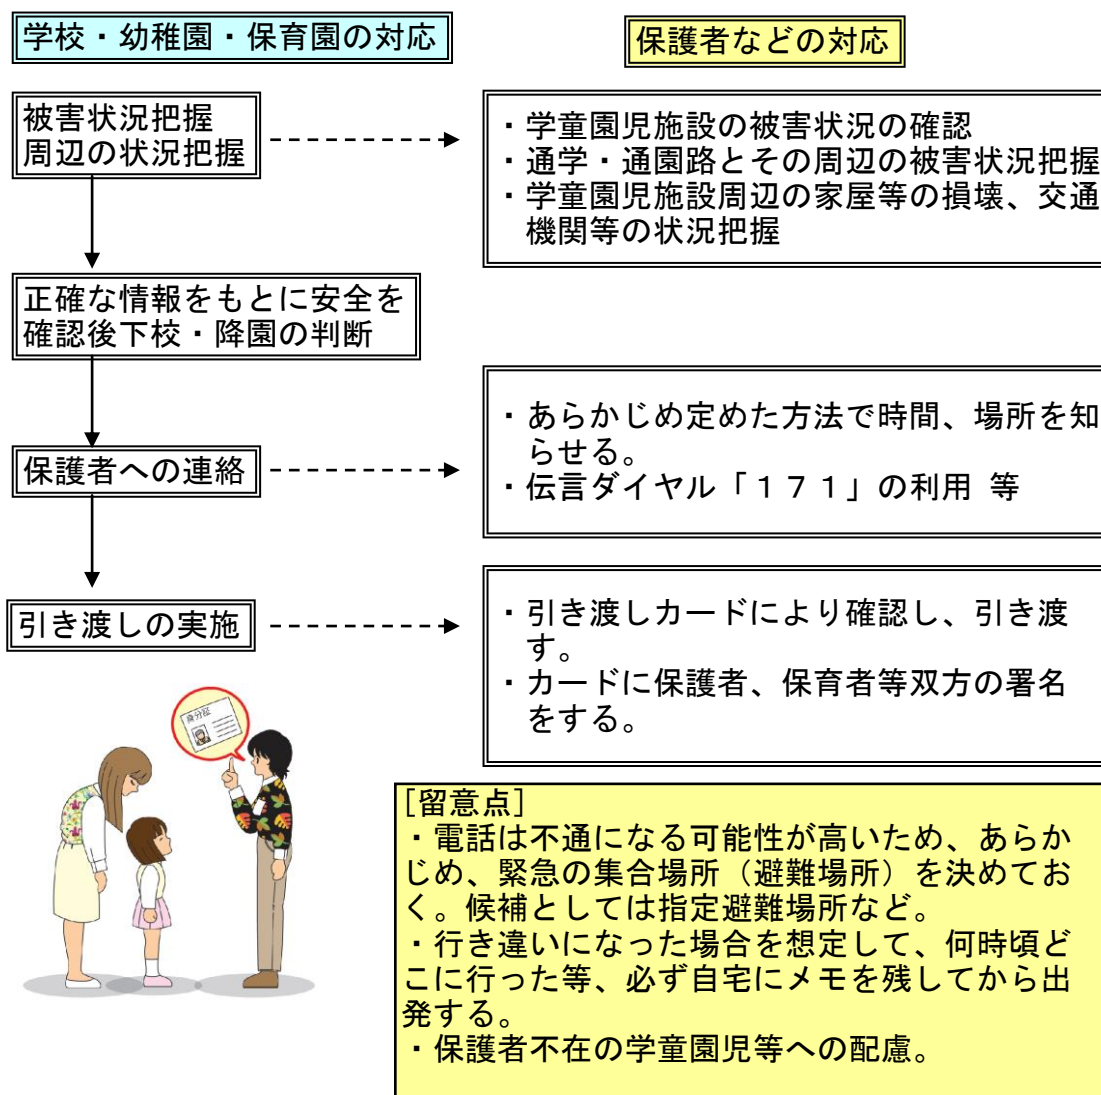 学校・幼稚園・保育園の対応
保護者などの対応
被害状況把握
周辺の状況把握
・学童園児施設の被害状況の確認
・通学・通園路とその周辺の被害状況把握
・学童園児施設周辺の家屋等の損壊、交通
機関等の状況把握
正確な情報をもとに安全を
確認後下校・降園の判断
保護者への連絡
・あらかじめ定めた方法で時間、場所を知
らせる。
・伝言ダイヤル「１７１」の利用 等
引き渡しの実施
・引き渡しカードにより確認し、引き渡
す。
・カードに保護者、保育者等双方の署名
をする。
身分証
[留意点]
・電話は不通になる可能性が高いため、あらか
じめ、緊急の集合場所（避難場所）を決めてお
く。候補としては指定避難場所など。
・行き違いになった場合を想定して、何時頃ど
こに行った等、必ず自宅にメモを残してから出
発する。
・保護者不在の学童園児等への配慮。